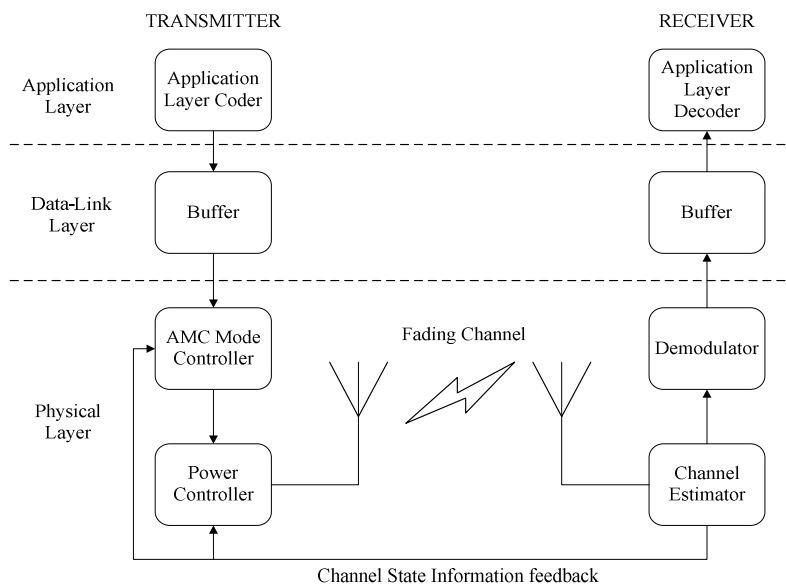 TRANSMITTER
RECEIVER
Application
Layer
Application
Layer Coder
Application
Layer
Decoder
Data-Link
Layer
Buffer
Buffer
Physical
Layer
AMC Mode
Controller
Fading Channel
Demodulator
Power
Controller
Channel
Estimator
Channel State Information feedback